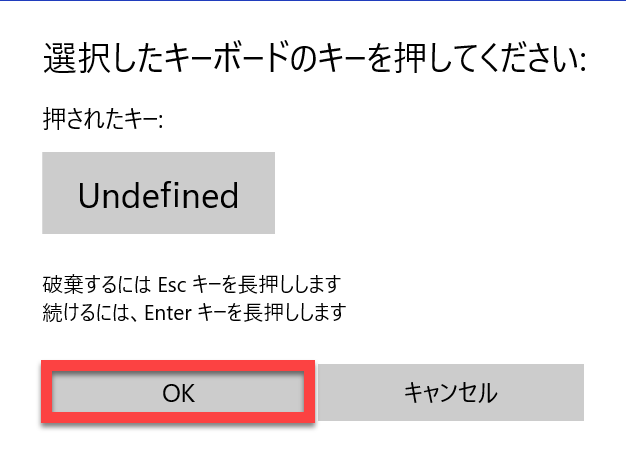 選択したキーボードのキーを押してください:
押されたキー:
Undefined
破棄するには Esc キーを長押しします
続けるには、Enter キーを長押しします
OK
キャンセル